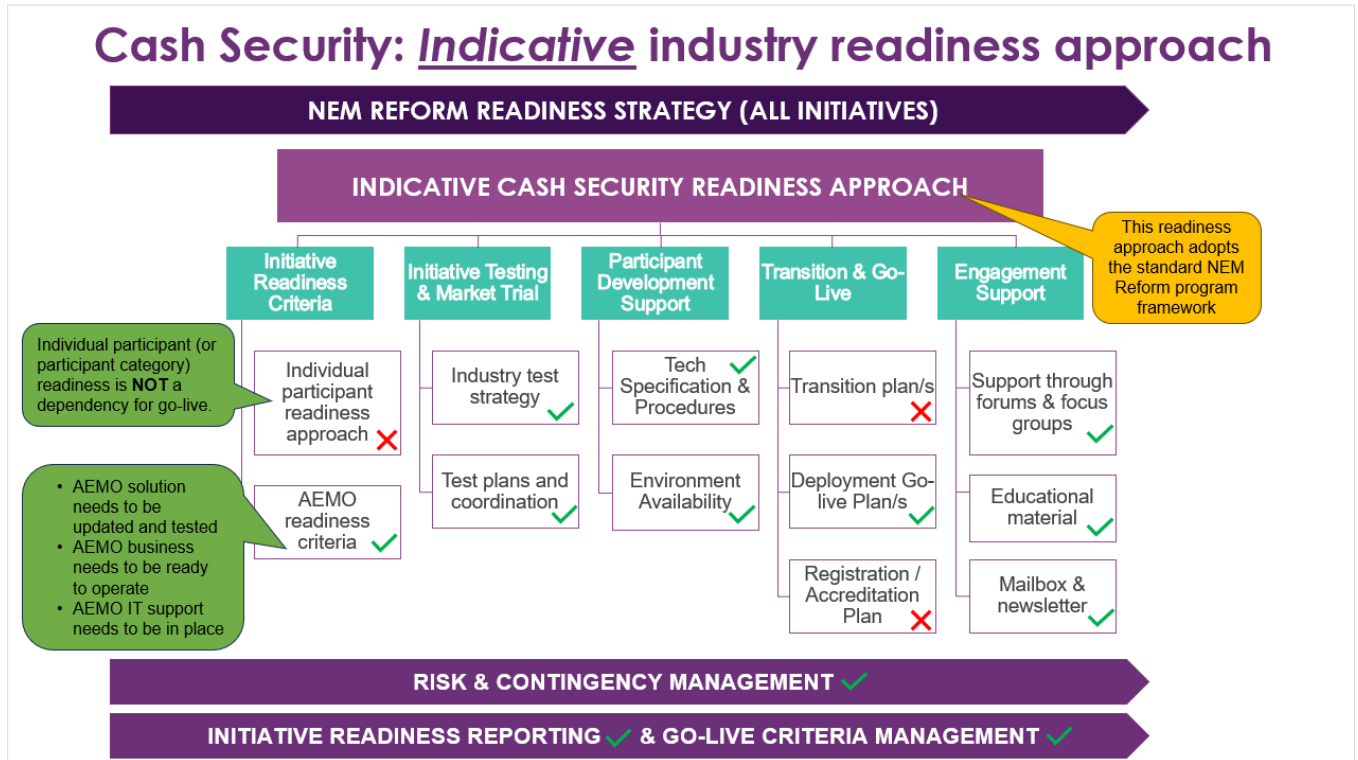 Cash Security: Indicative industry readiness approach
NEM REFORM READINESS STRATEGY (ALL INITIATIVES)
INDICATIVE CASH SECURITY READINESS APPROACH
This readiness
approach adopts
the standard NEM
Reform program
framework
Initiative
Readiness
Criteria
Individual
participant
readiness
approach
AEMO
readiness
criteria
Individual participant (or
participant category)
readiness is NOT a
dependency for go-live.
• AEMO solution
needs to be
updated and tested
• AEMO business
needs to be ready
to operate
• AEMO IT support
needs to be in place
Initiative Testing
& Market Trial
Industry test
strategy
Test plans and
coordination
Participant
Development
Support
Tech
Specification &
Procedures
Environment
Availability
Transition & Go-
Live
Transition plan/s
Deployment Go-
live Plan/s
Registration /
Accreditation
Plan
Engagement
Support
Support through
forums & focus
groups
Educational
material
Mailbox &
newsletter
RISK & CONTINGENCY MANAGEMENT
INITIATIVE READINESS REPORTING & GO-LIVE CRITERIA MANAGEMENT